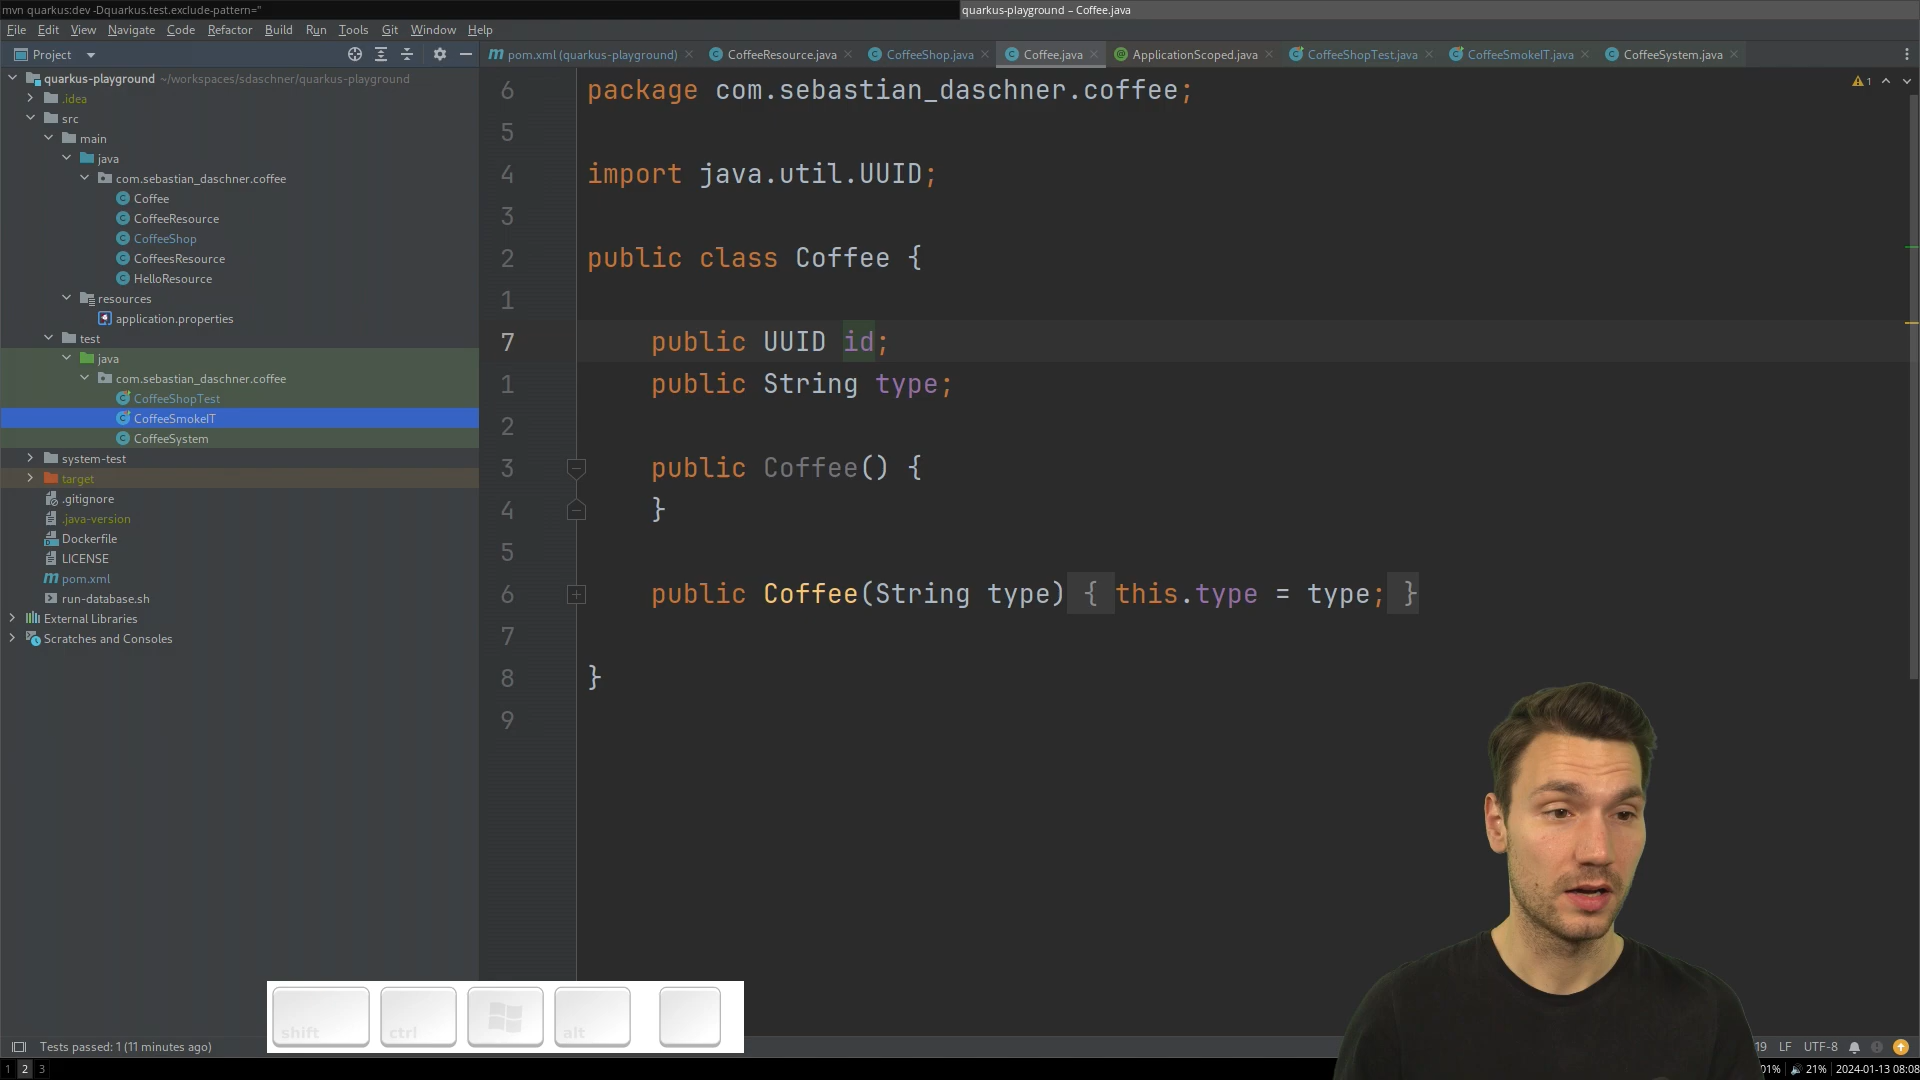 mvn quarkus:dev -Dquarkus.test.exclude-pattern=''
quarkus-playground – Coffee.java
File Edit View Navigate Code Refactor Build Run Tools Git Window Help
Project
pom.xml (quarkus-playground)
CoffeeResource.java
CoffeeShop.java
Coffee.java
ApplicationScoped.java
CoffeeShopTest.java
CoffeeSmokeIT.java
CoffeeSystem.java
quarkus-playground ~/workspaces/sdaschner/quarkus-playground
.idea
src
main
java
com.sebastian_daschner.coffee
Coffee
CoffeeResource
CoffeeShop
CoffeesResource
HelloResource
resources
application.properties
test
java
com.sebastian_daschner.coffee
CoffeeShopTest
CoffeeSmokeIT
CoffeeSystem
system-test
target
.gitignore
.java-version
Dockerfile
LICENSE
pom.xml
run-database.sh
External Libraries
Scratches and Consoles
1
6 package com.sebastian_daschner.coffee;
5
4 import java.util.UUID;
3
2 public class Coffee {
1
7 public UUID id;
1 public String type;
2
3 public Coffee() {
4 }
5
6 public Coffee(String type) { this.type = type; }
7
8 }
9
shift ctrl alt
Tests passed: 1 (11 minutes ago)
19 LF UTF-8
1 2 3
01% 21% 2024-01-13 08:08